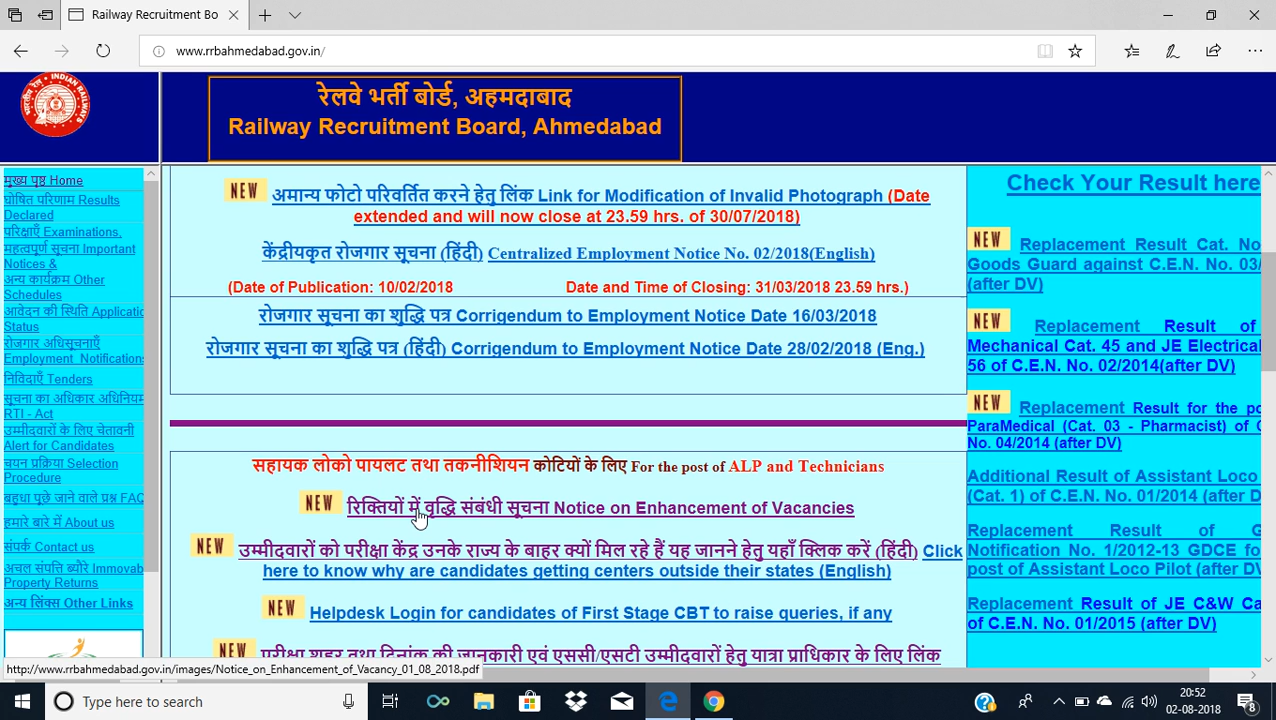 Railway Recruitment Bo
www.rrbahmedabad.gov.in/
INDIAN RAILWAYS
रेलवे भर्ती बोर्ड, अहमदाबाद
Railway Recruitment Board, Ahmedabad
मुख्य पृष्ठ Home
घोषित परिणाम Results
Declared
परिक्षाएँ Examinations,
महत्वपूर्ण सूचना Important
Notices &
अन्य कार्यक्रम Other
Schedules
आवेदन की स्थिति Applicatio
Status
रोजगार अधिसूचनाएँ
Employment Notifications
निविदाएँ Tenders
सूचना का अधिकार अधिनियम
RTI - Act
उम्मीदवारों के लिए चेतावनी
Alert for Candidates
चयन प्रक्रिया Selection
Procedure
बहुधा पूछे जाने वाले प्रश्न FAQ
हमारे बारे में About us
संपर्क Contact us
अचल संपत्ति ब्यौरे Immovab
Property Returns
अन्य लिंक्स Other Links
NEW अमान्य फोटो परिवर्तित करने हेतु लिंक Link for Modification of Invalid Photograph (Date
extended and will now close at 23.59 hrs. of 30/07/2018)
केंद्रीयकृत रोजगार सूचना (हिंदी) Centralized Employment Notice No. 02/2018(English)
(Date of Publication: 10/02/2018 Date and Time of Closing: 31/03/2018 23.59 hrs.)
रोजगार सूचना का शुद्धि पत्र Corrigendum to Employment Notice Date 16/03/2018
रोजगार सूचना का शुद्धि पत्र (हिंदी) Corrigendum to Employment Notice Date 28/02/2018 (Eng.)
सहायक लोको पायलट तथा तकनीशियन कोटियों के लिए For the post of ALP and Technicians
NEW रिक्तियों में वृद्धि संबंधी सूचना Notice on Enhancement of Vacancies
NEW उम्मीदवारों को परीक्षा केंद्र उनके राज्य के बाहर क्यों मिल रहे हैं यह जानने हेतु यहाँ क्लिक करें (हिंदी) Click
here to know why are candidates getting centers outside their states (English)
NEW Helpdesk Login for candidates of First Stage CBT to raise queries, if any
NEW परीक्षा शहर तथा दिनांक की जानकारी एवं एससी/एसटी उम्मीदवारों हेतु यात्रा प्राधिकार के लिए लिंक
Check Your Result here
NEW Replacement Result Cat. No
Goods Guard against C.E.N. No. 03/
(after DV)
NEW Replacement Result of
Mechanical Cat. 45 and JE Electrical
56 of C.E.N. No. 02/2014(after DV)
NEW Replacement Result for the po
ParaMedical (Cat. 03 - Pharmacist) of C
No. 04/2014 (after DV)
Additional Result of Assistant Loco
(Cat. 1) of C.E.N. No. 01/2014 (after D
Replacement Result of G
Notification No. 1/2012-13 GDCE fo
post of Assistant Loco Pilot (after DV
Replacement Result of JE C&W Ca
of C.E.N. No. 01/2015 (after DV)
http://www.rrbahmedabad.gov.in/images/Notice_on_Enhancement_of_Vacancy_01_08_2018.pdf
Type here to search
20:52
02-08-2018
8